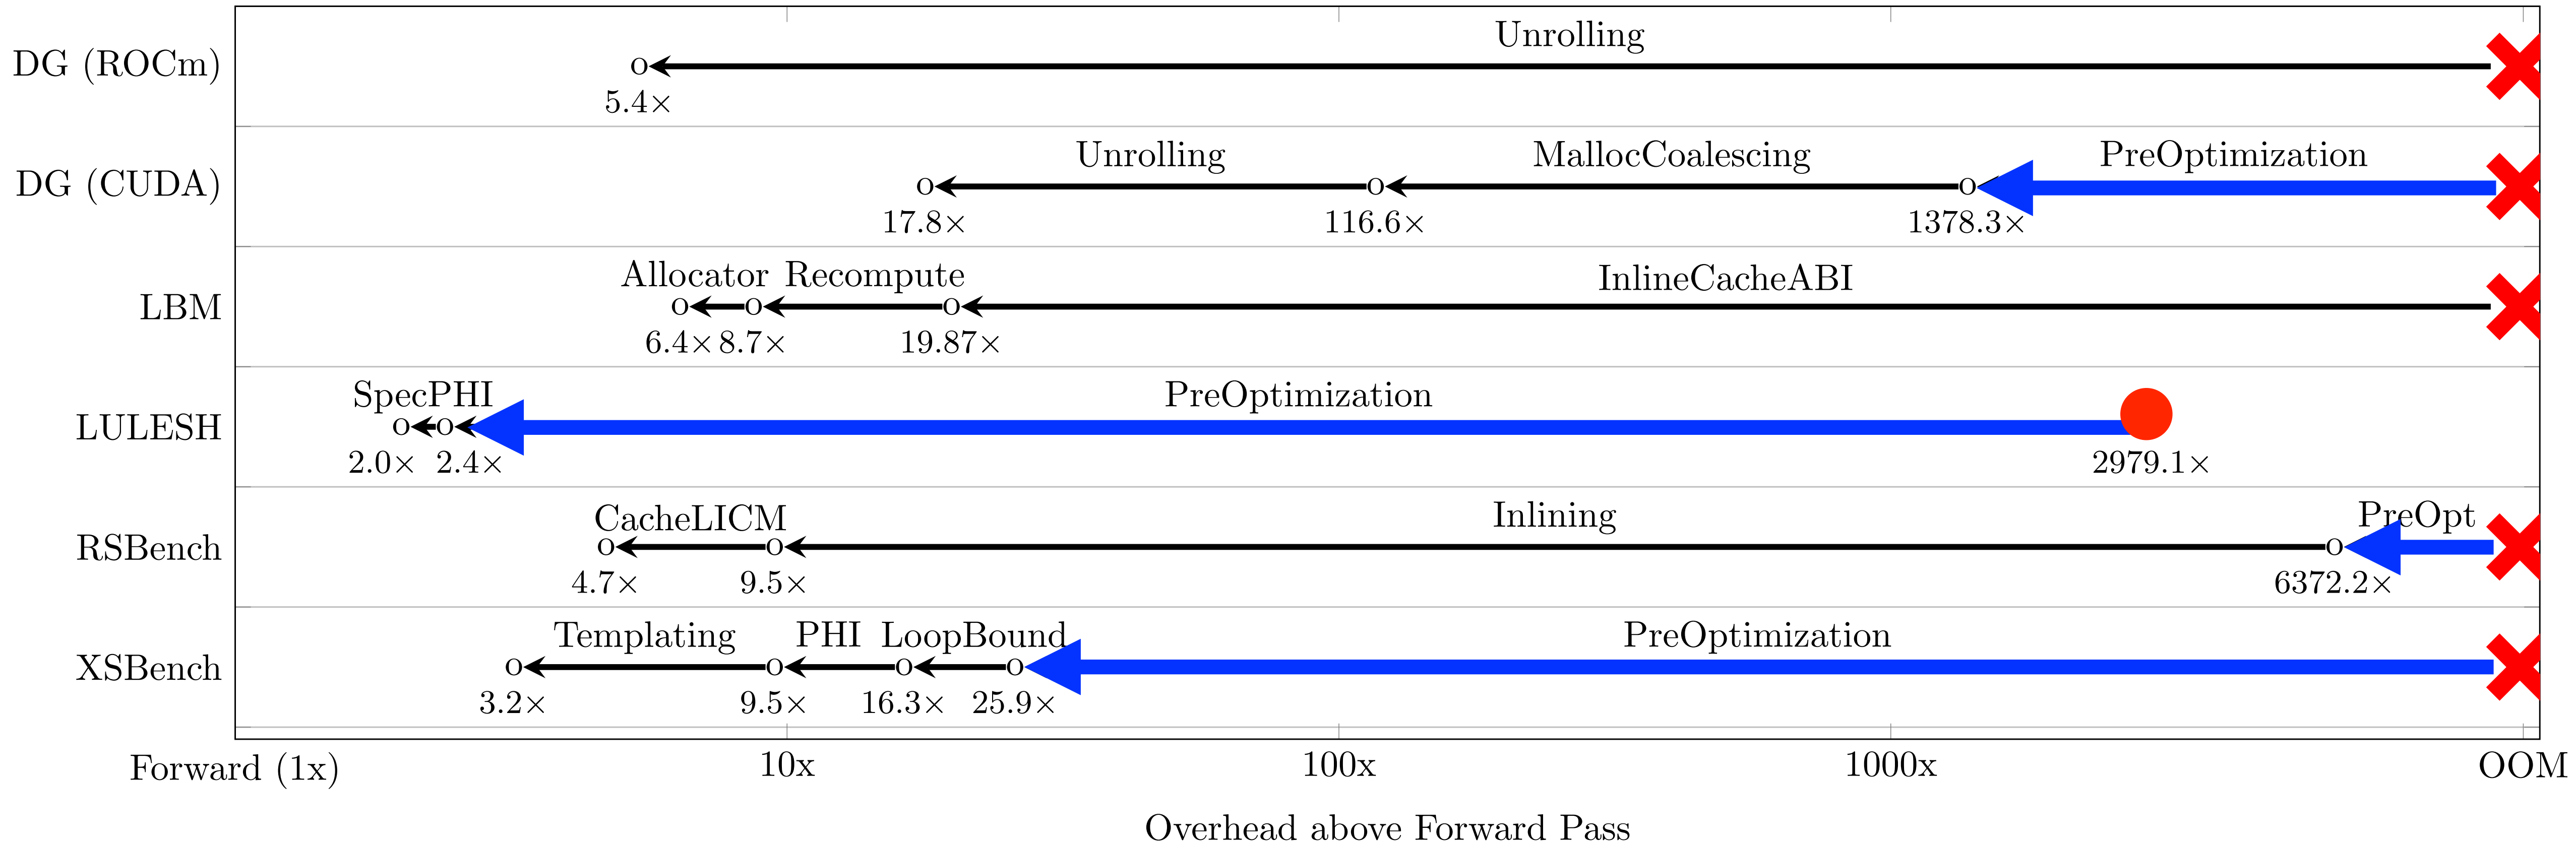 Unrolling
DG (ROCm)
5.4×
Unrolling MallocCoalescing PreOptimization
DG (CUDA)
17.8× 116.6× 1378.3×
Allocator Recompute InlineCacheABI
LBM
6.4× 8.7× 19.87×
SpecPHI PreOptimization
LULESH
2.0× 2.4× 2979.1×
CacheLICM Inlining PreOpt
RSBench
4.7× 9.5× 6372.2×
Templating PHI LoopBound PreOptimization
XSBench
3.2× 9.5× 16.3× 25.9×
Forward (1x) 10x 100x 1000x OOM
Overhead above Forward Pass